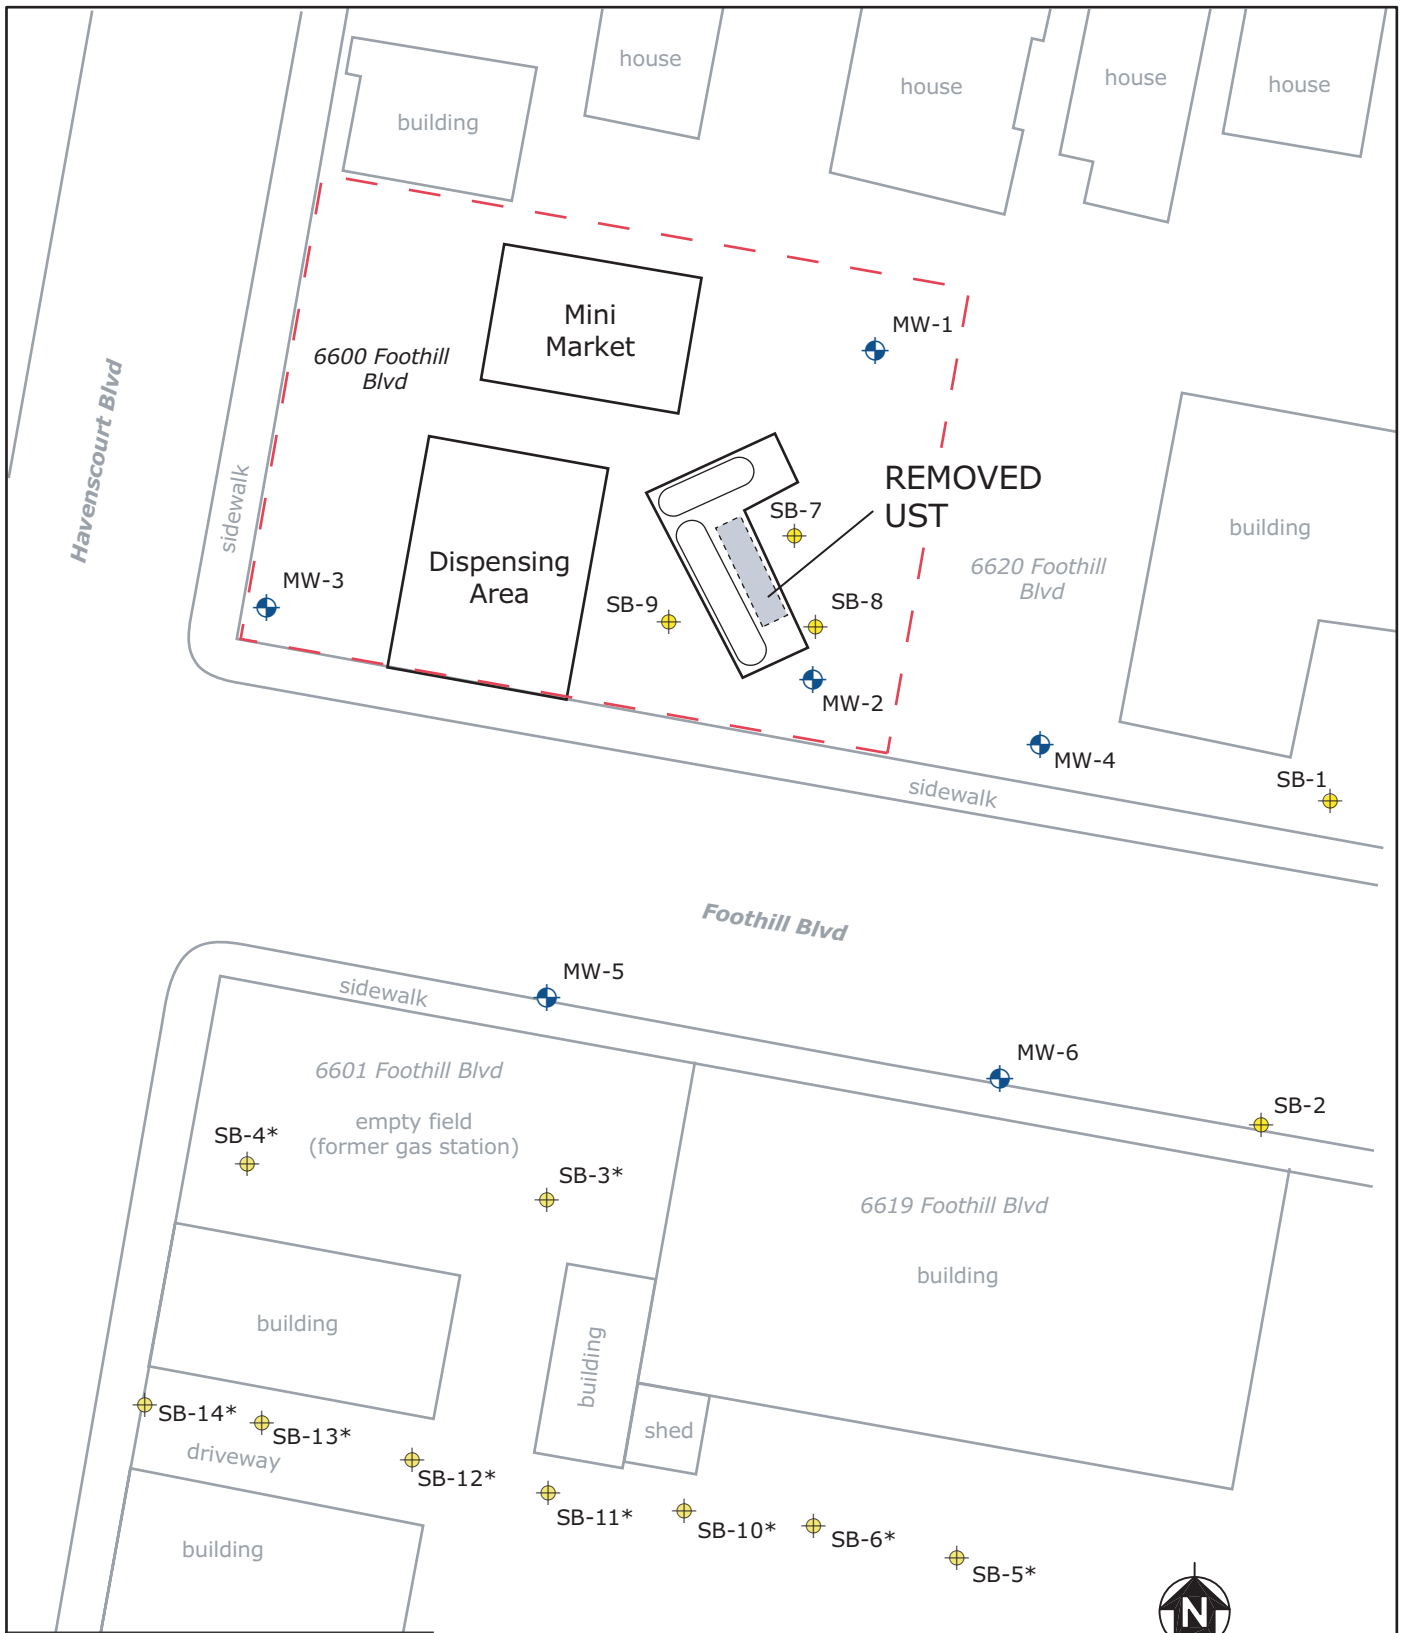 house
building
house
house
house
MW-1
Mini
Market
6600 Foothill
Blvd
Havenscourt Blvd
sidewalk
REMOVED
UST
SB-7
building
Dispensing
Area
6620 Foothill
Blvd
MW-3
SB-9
SB-8
MW-2
MW-4
SB-1
sidewalk
Foothill Blvd
MW-5
sidewalk
MW-6
6601 Foothill Blvd
SB-2
empty field
(former gas station)
SB-4*
SB-3*
6619 Foothill Blvd
building
building
building
SB-14*
SB-13*
shed
driveway
SB-12*
SB-11*
SB-10*
SB-6*
building
SB-5*
N